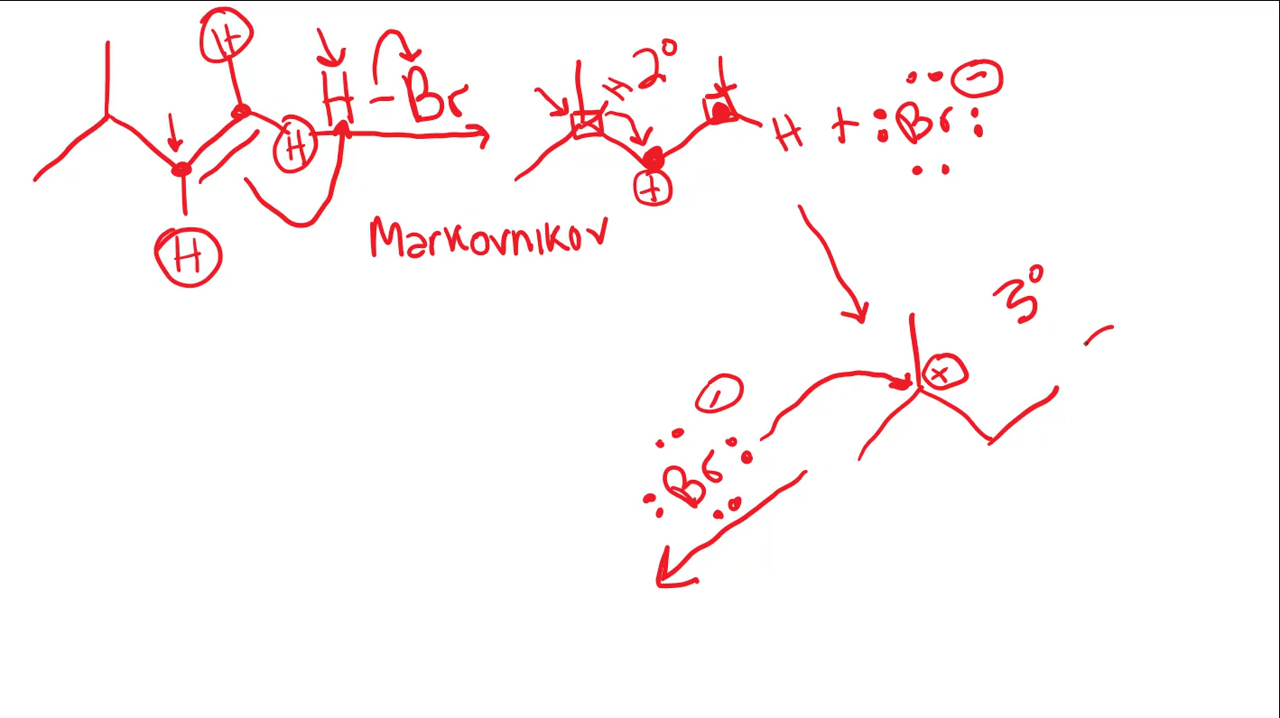 H
H
H
H – Br
Markovnikov
H
2°
H
+
+ Br −
3°
+
Br −